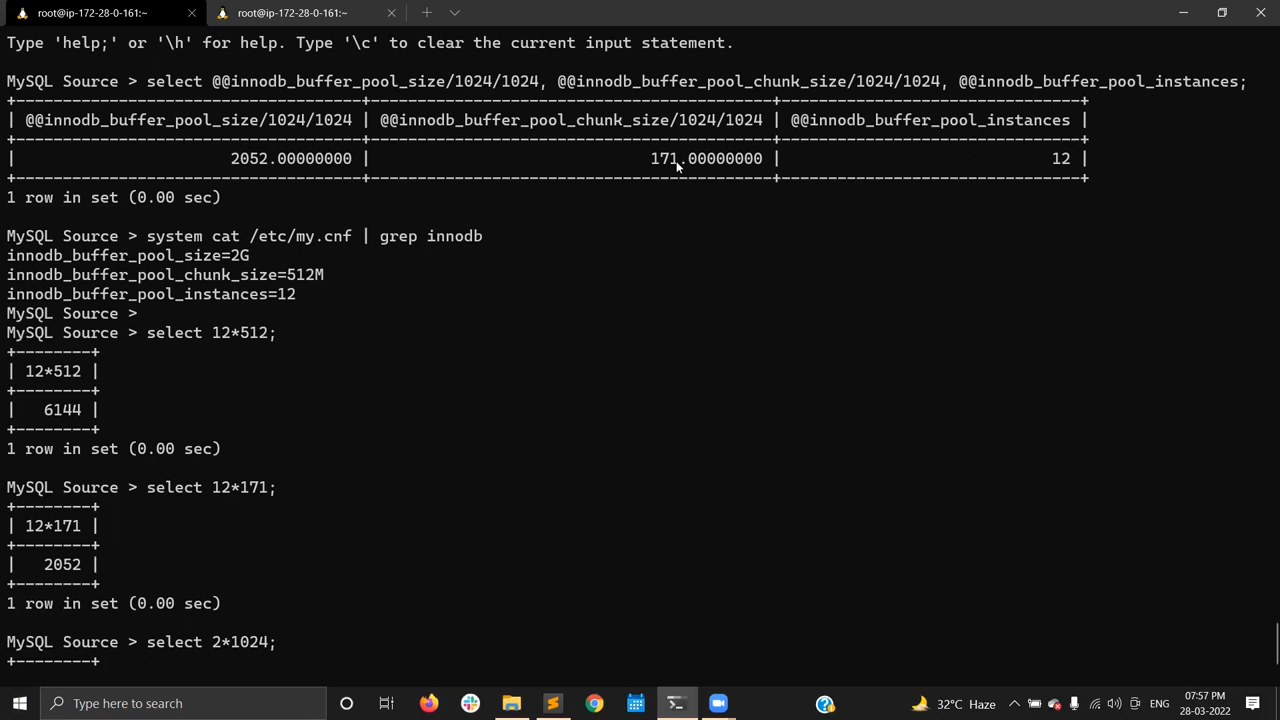 root@ip-172-28-0-161:~
root@ip-172-28-0-161:~
Type 'help;' or '\h' for help. Type '\c' to clear the current input statement.
MySQL Source > select @@innodb_buffer_pool_size/1024/1024, @@innodb_buffer_pool_chunk_size/1024/1024, @@innodb_buffer_pool_instances;
+--------------------------------------+--------------------------------------------+--------------------------------+
| @@innodb_buffer_pool_size/1024/1024 | @@innodb_buffer_pool_chunk_size/1024/1024 | @@innodb_buffer_pool_instances |
+--------------------------------------+--------------------------------------------+--------------------------------+
| 2052.00000000 | 171.00000000 | 12 |
+--------------------------------------+--------------------------------------------+--------------------------------+
1 row in set (0.00 sec)
MySQL Source > system cat /etc/my.cnf | grep innodb
innodb_buffer_pool_size=2G
innodb_buffer_pool_chunk_size=512M
innodb_buffer_pool_instances=12
MySQL Source >
MySQL Source > select 12*512;
+--------+
| 12*512 |
+--------+
| 6144 |
+--------+
1 row in set (0.00 sec)
MySQL Source > select 12*171;
+--------+
| 12*171 |
+--------+
| 2052 |
+--------+
1 row in set (0.00 sec)
MySQL Source > select 2*1024;
+--------+
Type here to search
32°C Haze
ENG
07:57 PM
28-03-2022